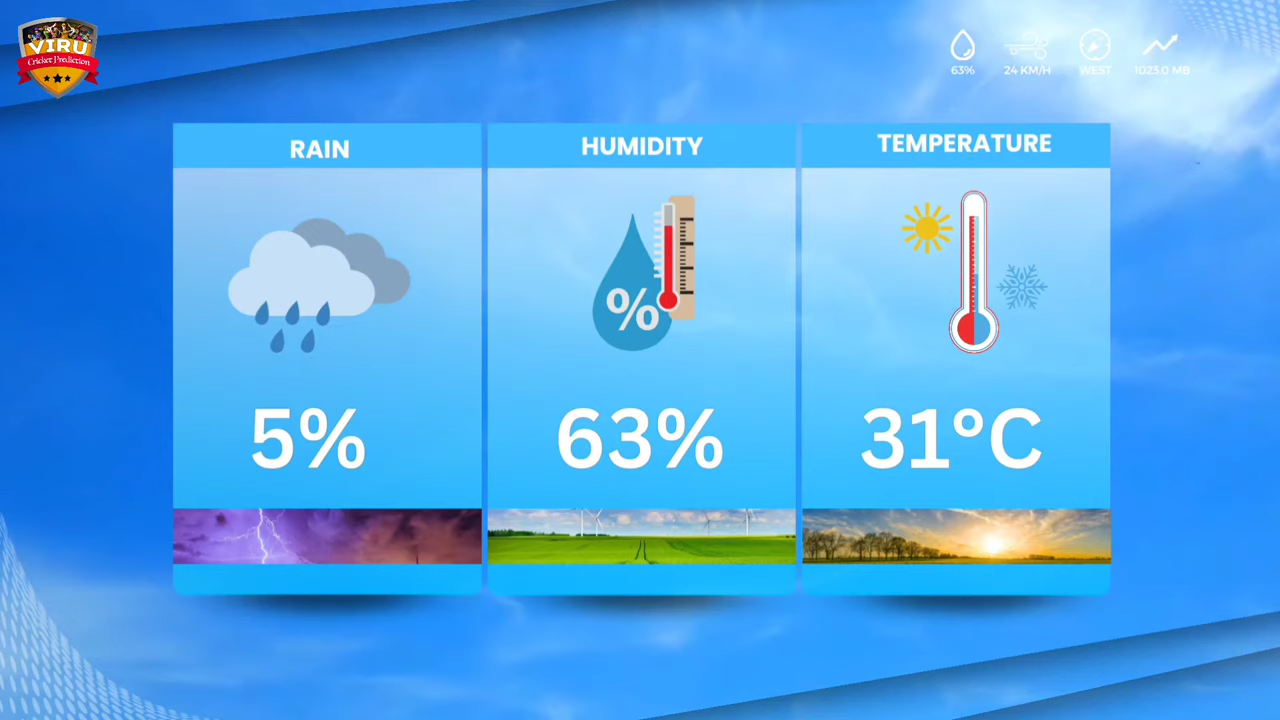 VIRU
Cricket Prediction
63%
24 KM/H
WEST
1023.0 MB
RAIN
HUMIDITY
TEMPERATURE
%
5%
63%
31°C